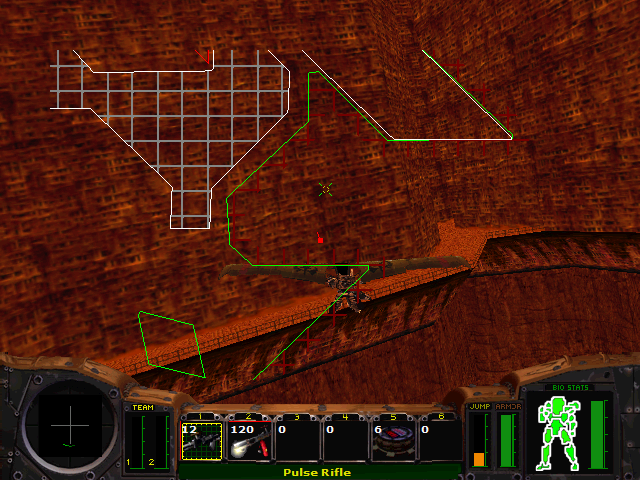 BIO STATS
TEAM
1 2 3 4 5 6
JUMP ARMOR
12 120 0 0 6 0
1 2
Pulse Rifle